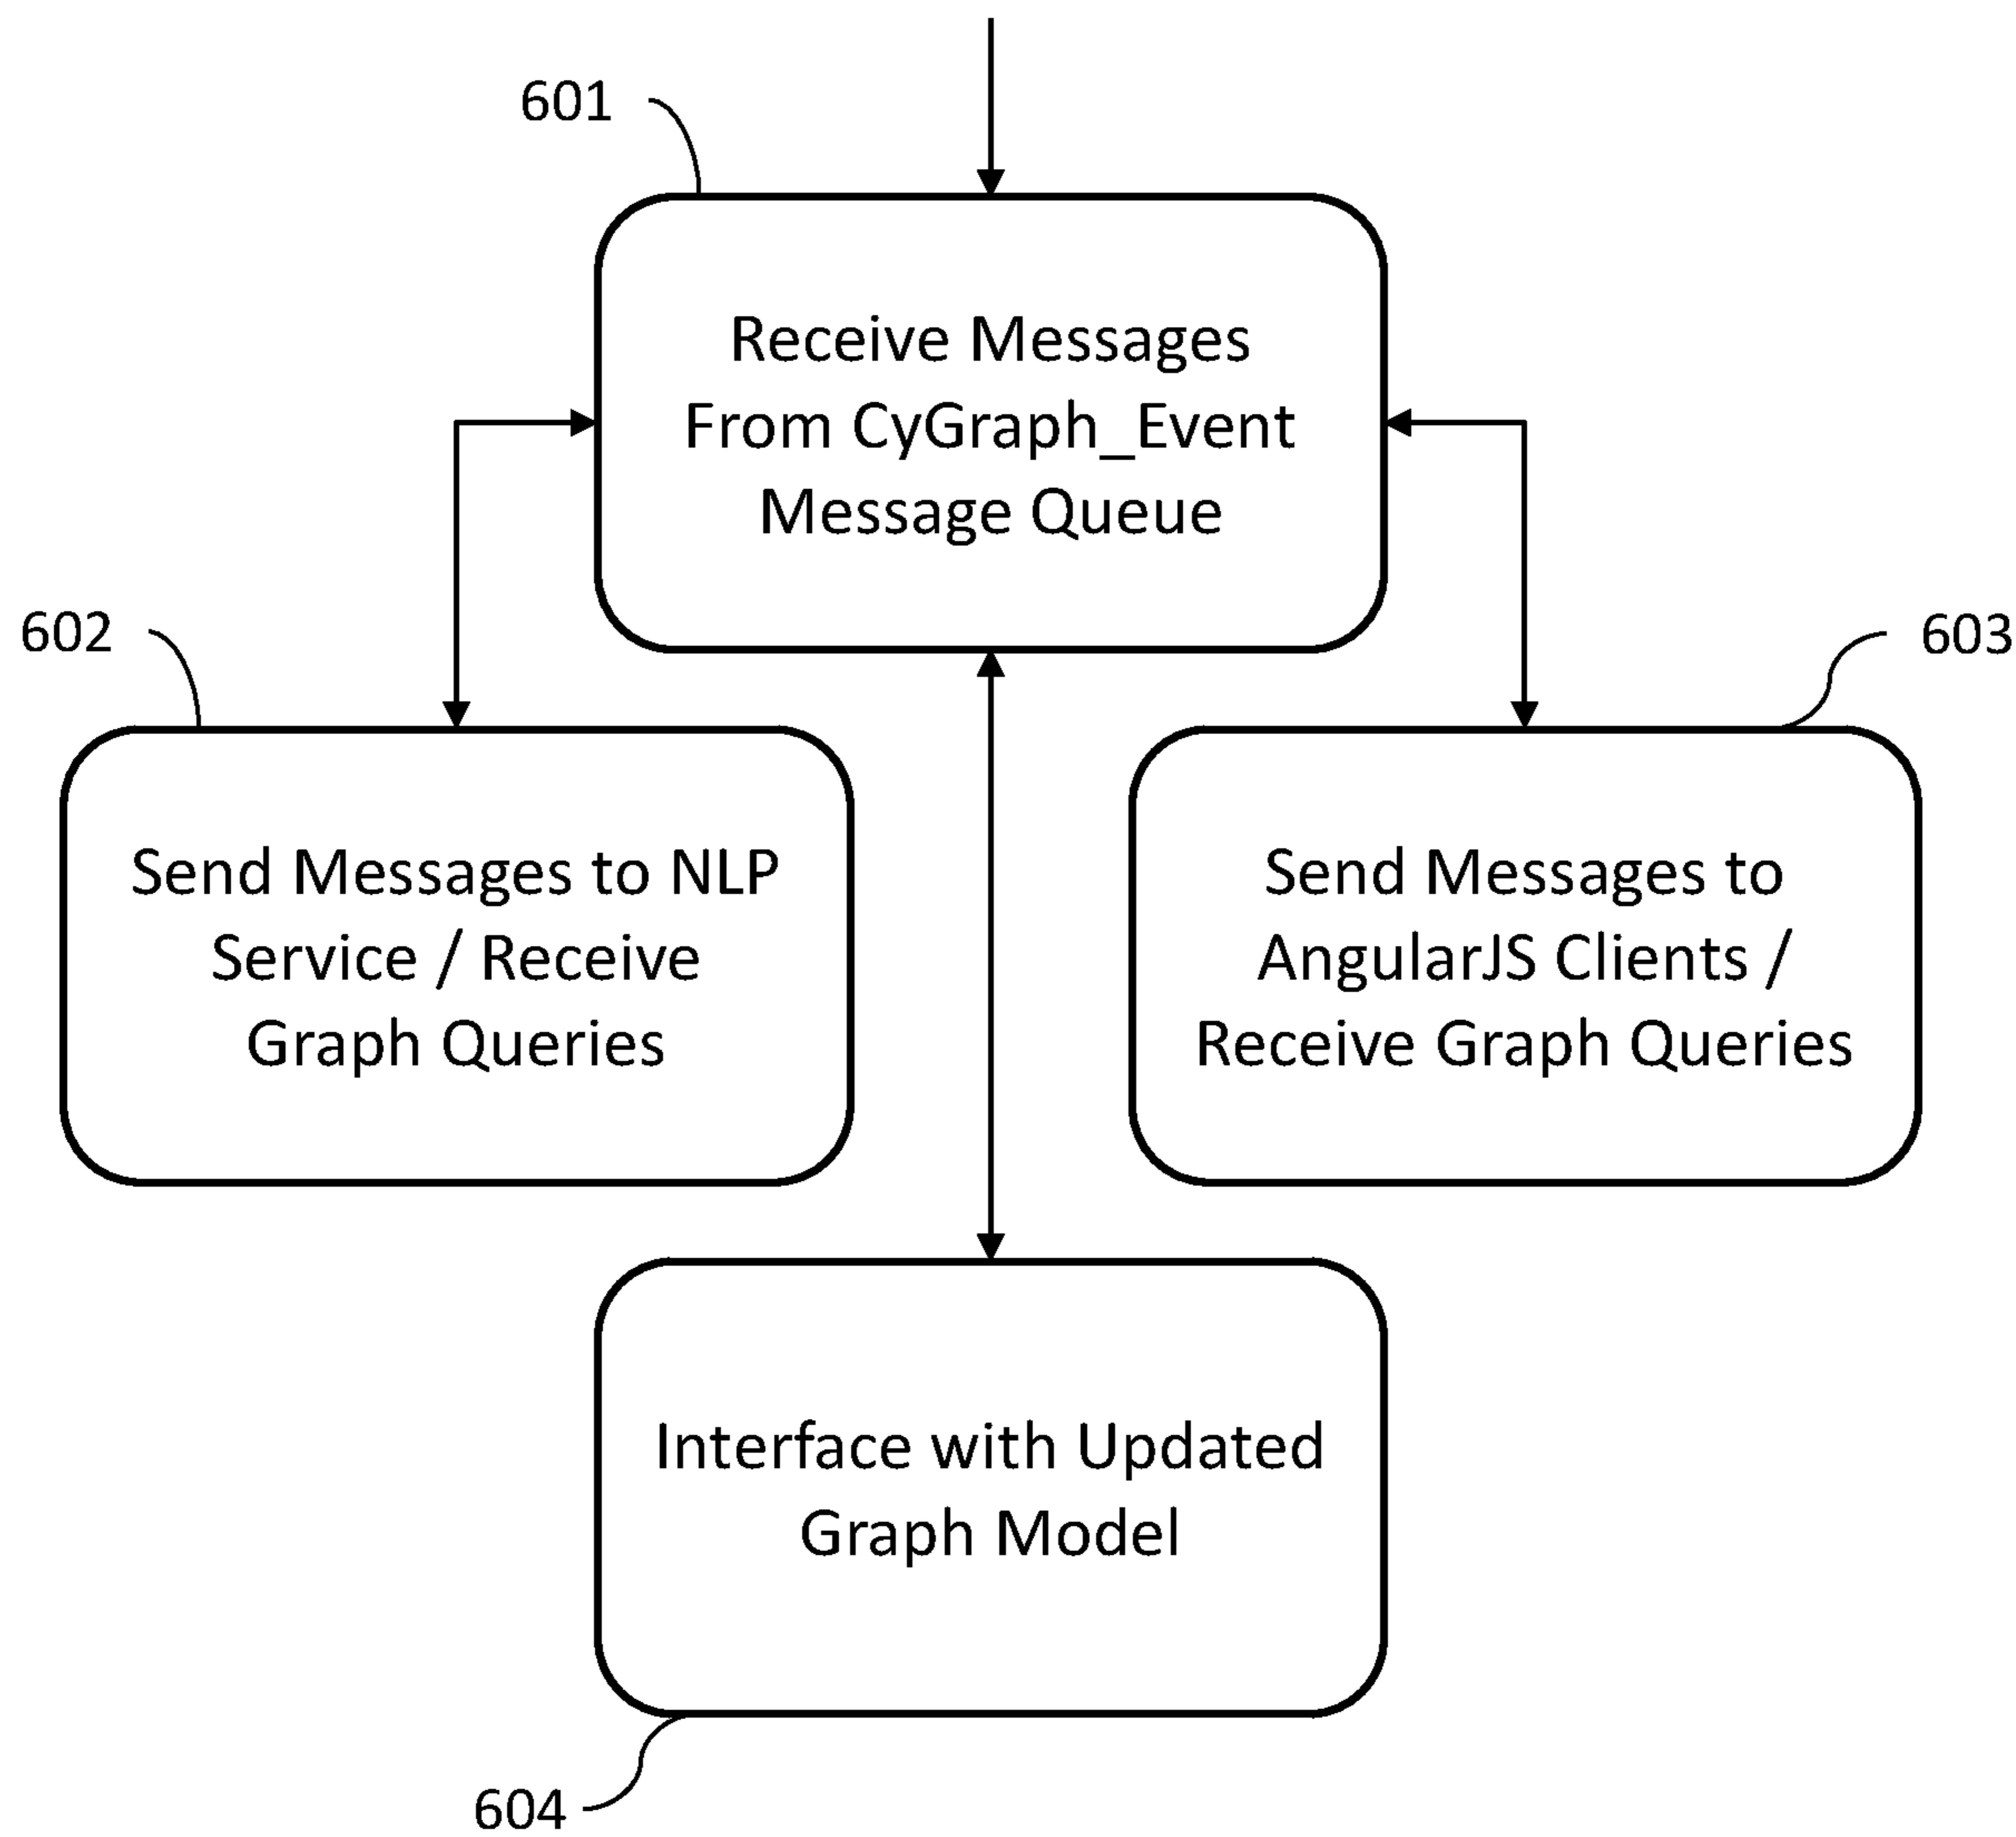 601
Receive Messages
From CyGraph_Event
Message Queue
602
603
Send Messages to NLP
Service / Receive
Graph Queries
Send Messages to
AngularJS Clients /
Receive Graph Queries
Interface with Updated
Graph Model
604